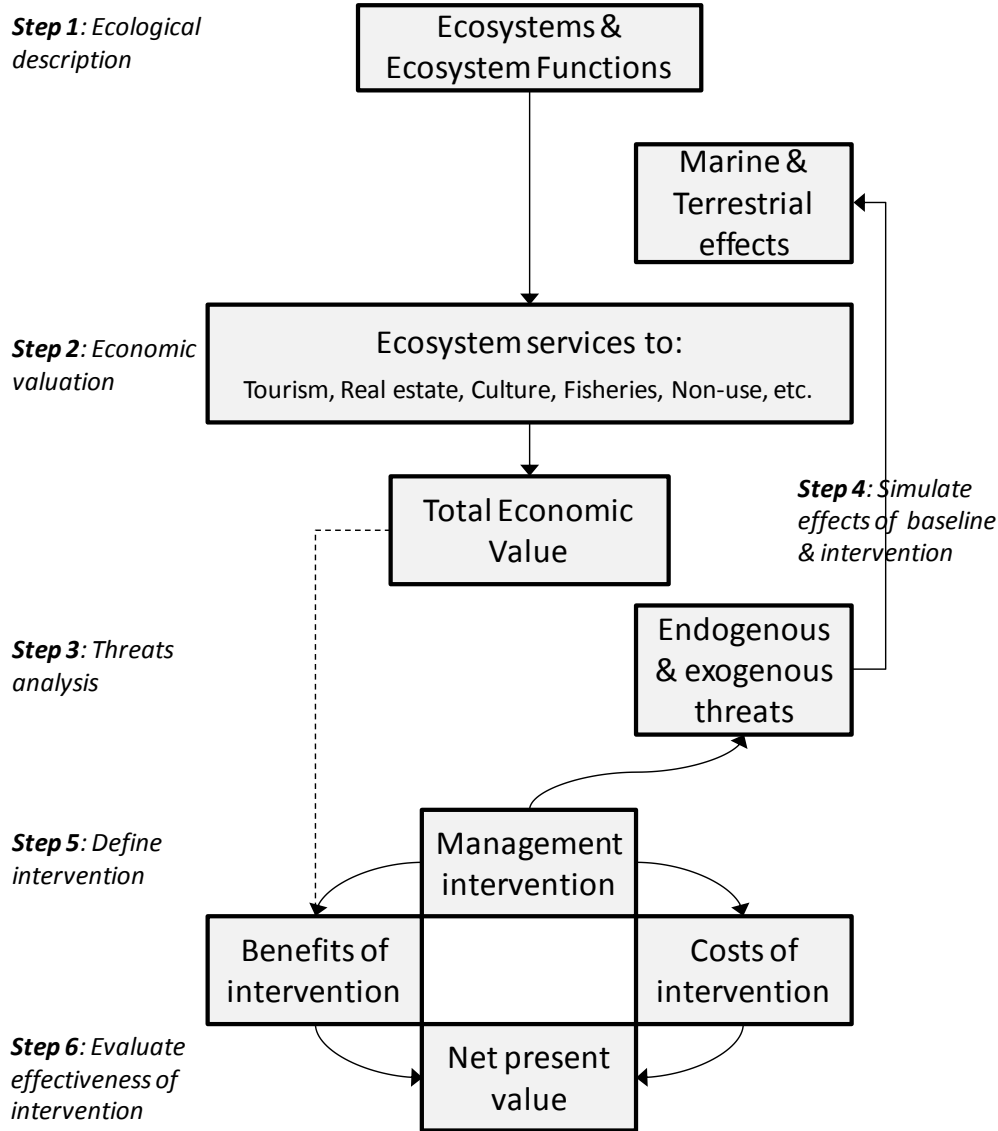 Step 1: Ecological
description
Ecosystems &
Ecosystem Functions
Marine &
Terrestrial
effects
Step 2: Economic
valuation
Ecosystem services to:
Tourism, Real estate, Culture, Fisheries, Non-use, etc.
Total Economic
Value
Step 4: Simulate
effects of baseline
& intervention
Step 3: Threats
analysis
Endogenous
& exogenous
threats
Step 5: Define
intervention
Management
intervention
Benefits of
intervention
Costs of
intervention
Step 6: Evaluate
effectiveness of
intervention
Net present
value